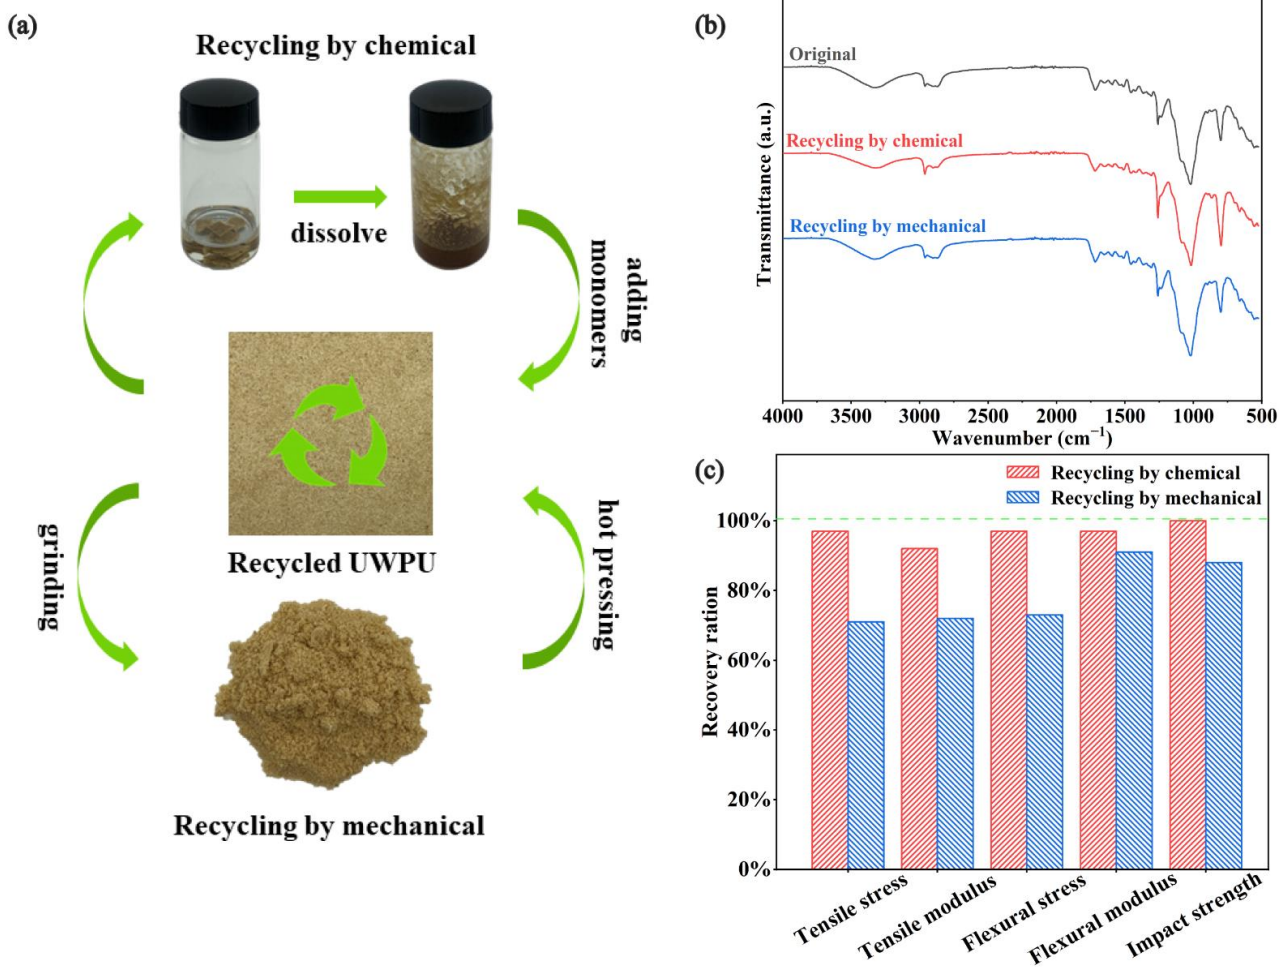 (a)
Recycling by chemical
dissolve
adding
monomers
Recycled UWPU
grinding
hot pressing
Recycling by mechanical
(b)
Original
Recycling by chemical
Recycling by mechanical
Transmittance (a.u.)
4000 3500 3000 2500 2000 1500 1000 500
Wavenumber (cm⁻¹)
(c)
Recycling by chemical
Recycling by mechanical
100%
80%
60%
40%
20%
0%
Recovery ration
Tensile stress
Tensile modulus
Flexural stress
Flexural modulus
Impact strength